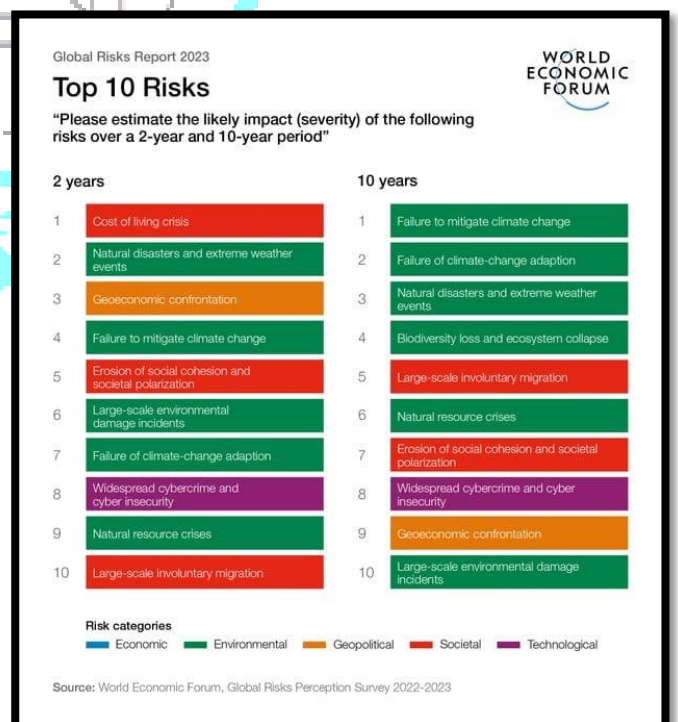 Global Risks Report 2023
WORLD
ECONOMIC
FORUM
Top 10 Risks
“Please estimate the likely impact (severity) of the following
risks over a 2-year and 10-year period”
2 years
1
Cost of living crisis
2
Natural disasters and extreme weather
events
3
Geoeconomic confrontation
4
Failure to mitigate climate change
5
Erosion of social cohesion and
societal polarization
6
Large-scale environmental
damage incidents
7
Failure of climate-change adaption
8
Widespread cybercrime and
cyber insecurity
9
Natural resource crises
10
Large-scale involuntary migration
10 years
1
Failure to mitigate climate change
2
Failure of climate-change adaption
3
Natural disasters and extreme weather
events
4
Biodiversity loss and ecosystem collapse
5
Large-scale involuntary migration
6
Natural resource crises
7
Erosion of social cohesion and societal
polarization
8
Widespread cybercrime and cyber
insecurity
9
Geoeconomic confrontation
10
Large-scale environmental damage
incidents
Risk categories
Economic Environmental Geopolitical Societal Technological
Source: World Economic Forum, Global Risks Perception Survey 2022-2023